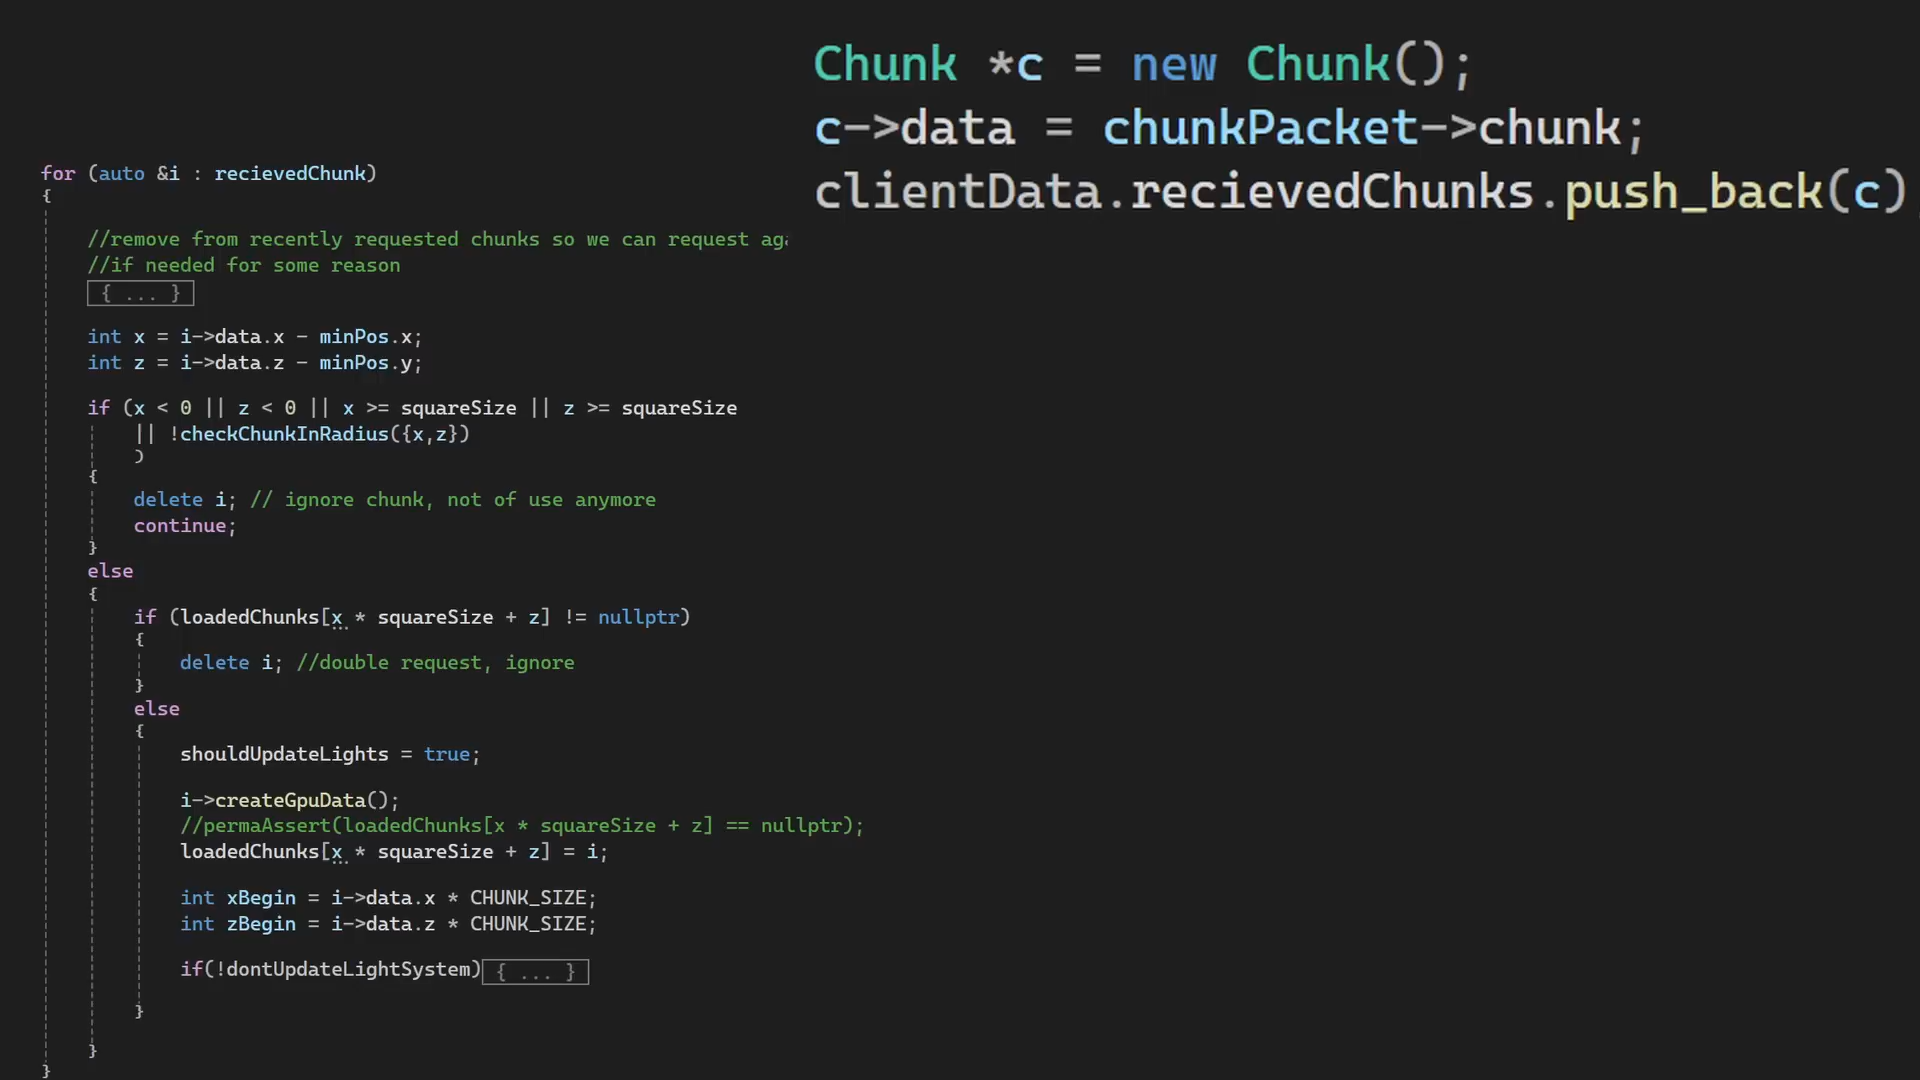 Chunk *c = new Chunk();
c->data = chunkPacket->chunk;
clientData.recievedChunks.push_back(c)
for (auto &i : recievedChunk)
{
//remove from recently requested chunks so we can request aga
//if needed for some reason
{ ... }
int x = i->data.x - minPos.x;
int z = i->data.z - minPos.y;
if (x < 0 || z < 0 || x >= squareSize || z >= squareSize
|| !checkChunkInRadius({x,z})
)
{
delete i; // ignore chunk, not of use anymore
continue;
}
else
{
if (loadedChunks[x * squareSize + z] != nullptr)
{
delete i; //double request, ignore
}
else
{
shouldUpdateLights = true;
i->createGpuData();
//permaAssert(loadedChunks[x * squareSize + z] == nullptr);
loadedChunks[x * squareSize + z] = i;
int xBegin = i->data.x * CHUNK_SIZE;
int zBegin = i->data.z * CHUNK_SIZE;
if(!dontUpdateLightSystem){ ... }
}
}
}